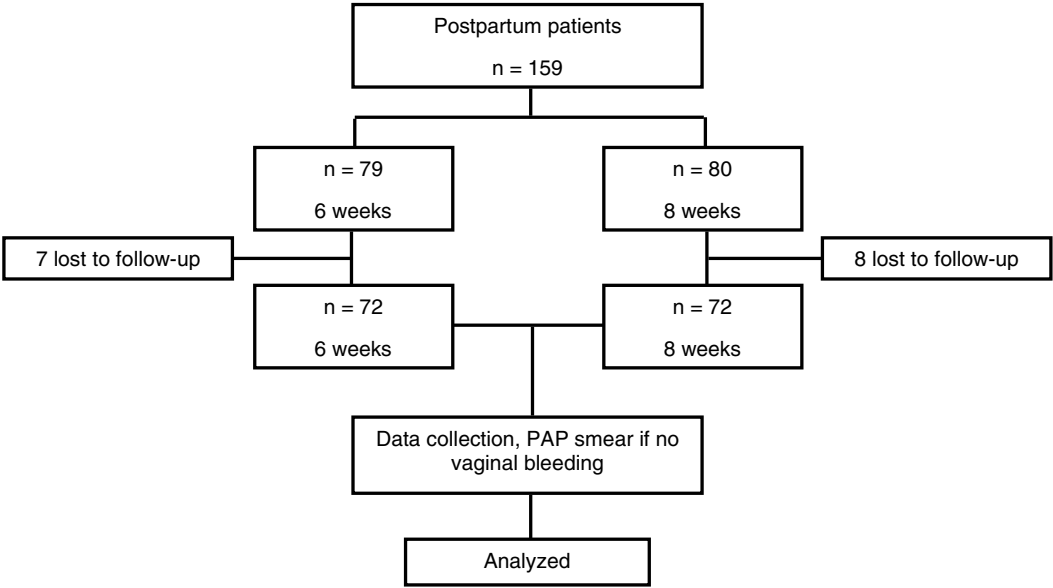 Postpartum patients
n = 159
n = 79
6 weeks
n = 80
8 weeks
7 lost to follow-up
8 lost to follow-up
n = 72
6 weeks
n = 72
8 weeks
Data collection, PAP smear if no
vaginal bleeding
Analyzed